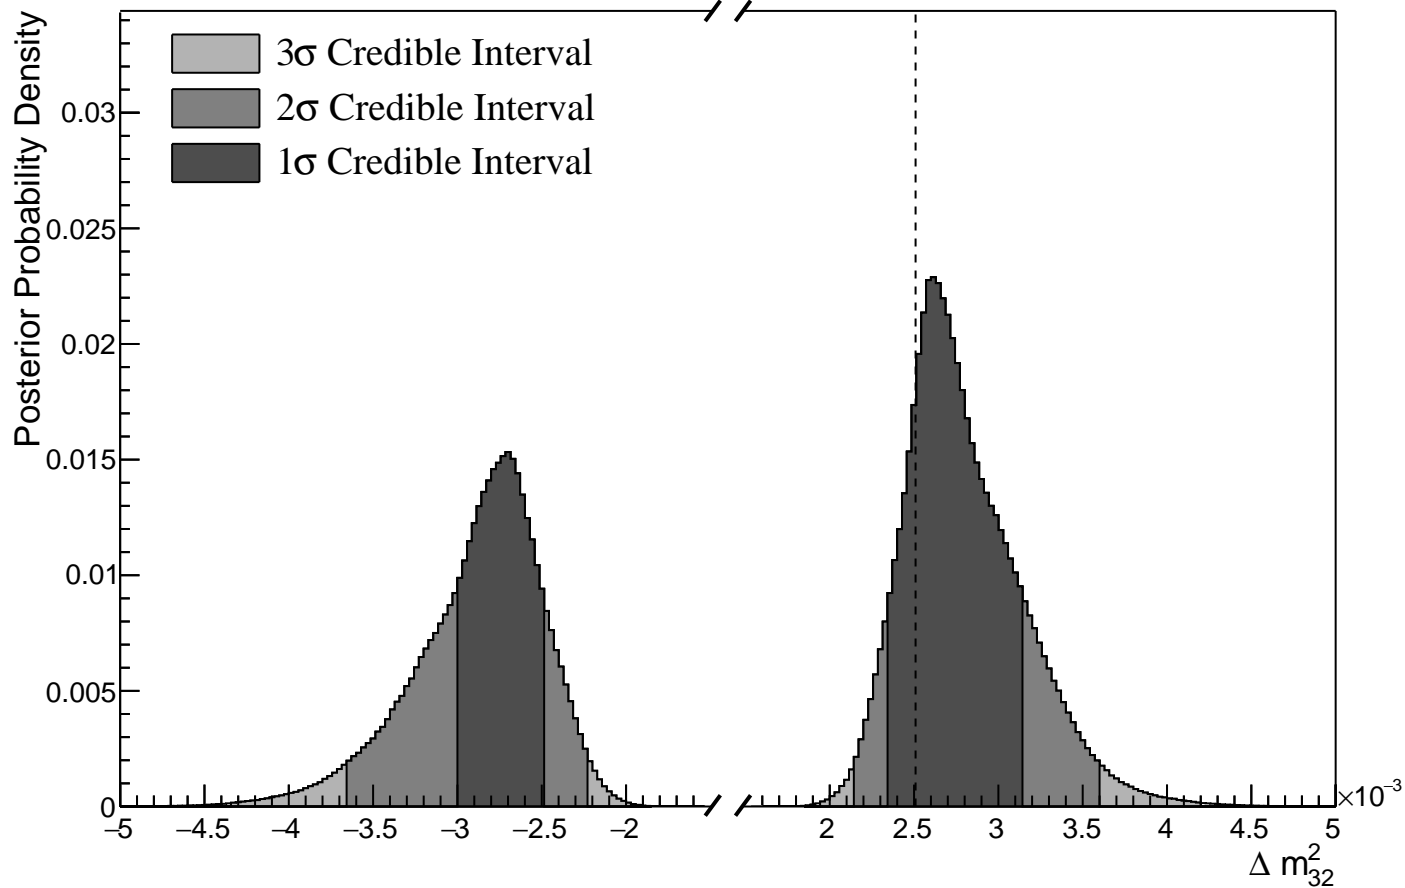 Posterior Probability Density
3σ Credible Interval
2σ Credible Interval
1σ Credible Interval
0.03
0.025
0.02
0.015
0.01
0.005
0
−5 −4.5 −4 −3.5 −3 −2.5 −2 2 2.5 3 3.5 4 4.5 5
×10⁻³
Δ m²₃₂